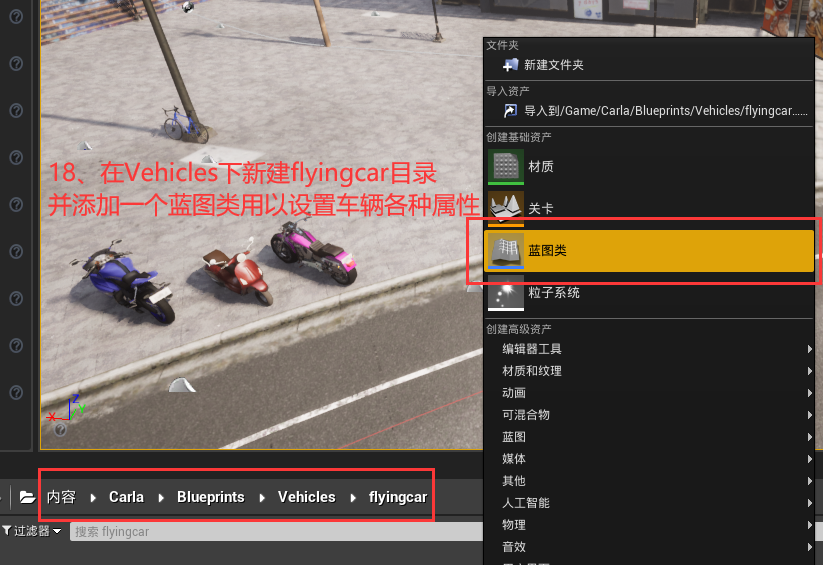 文件夹
新建文件夹
导入资产
导入到/Game/Carla/Blueprints/Vehicles/flyingcar......
创建基础资产
材质
18、在Vehicles下新建flyingcar目录
并添加一个蓝图类用以设置车辆各种属性
关卡
蓝图类
粒子系统
创建高级资产
编辑器工具
材质和纹理
动画
可混合物
蓝图
媒体
其他
人工智能
物理
音效
Z
X
Y
内容 Carla Blueprints Vehicles flyingcar
过滤器 搜索 flyingcar